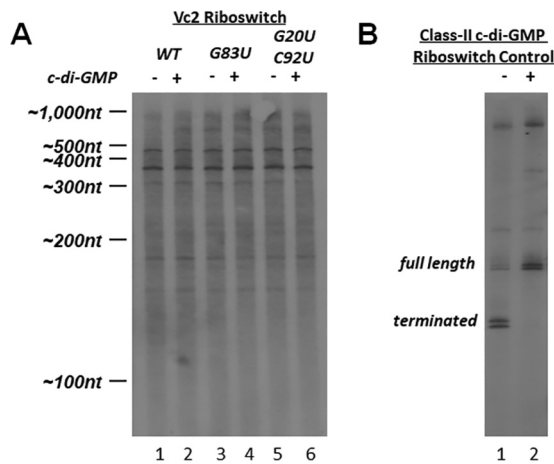 A
Vc2 Riboswitch
WT G83U G20U C92U
c-di-GMP - + - + - +
~1,000nt
~500nt
~400nt
~300nt
~200nt
~100nt
1 2 3 4 5 6
B
Class-II c-di-GMP
Riboswitch Control
- +
full length
terminated
1 2